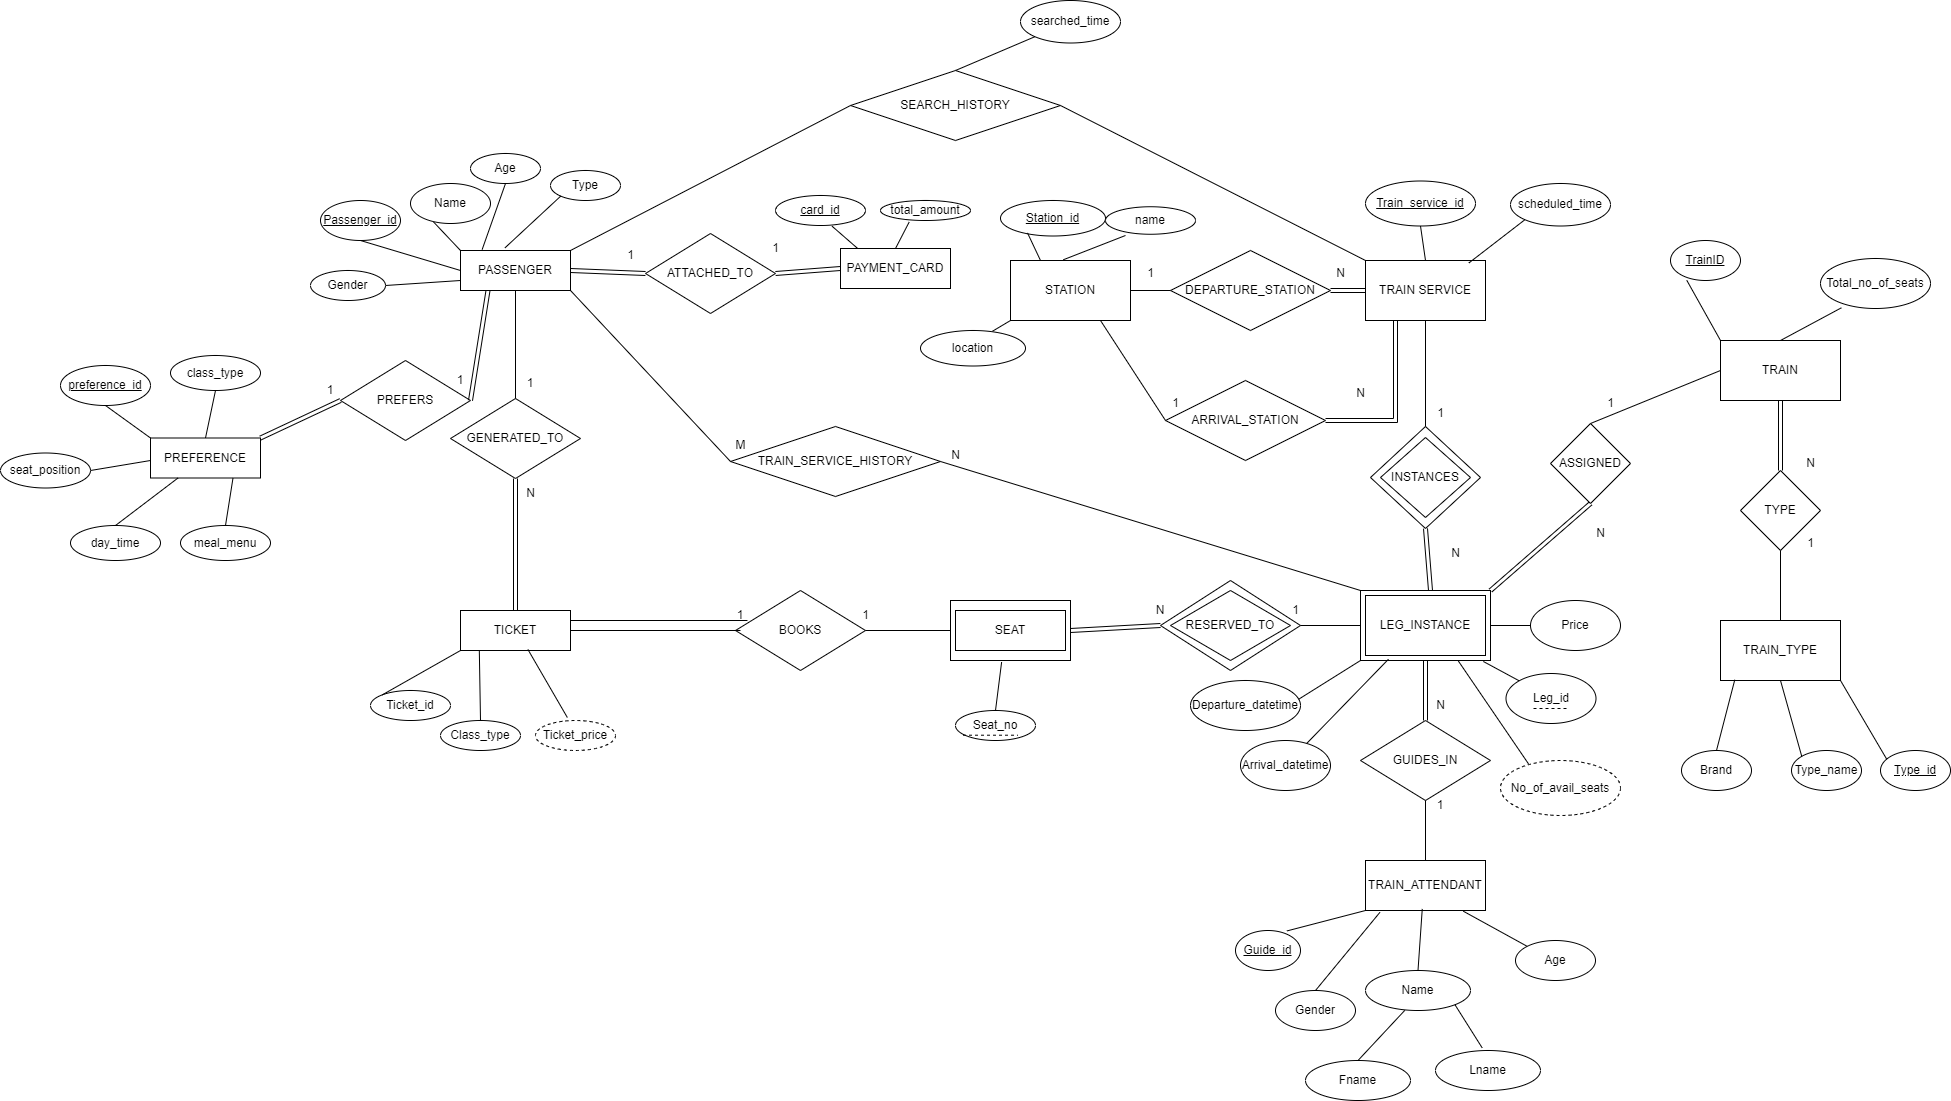 searched_time
SEARCH_HISTORY
Age
Type
Name
Passenger_id
Gender
PASSENGER
1
ATTACHED_TO
1
card_id
total_amount
PAYMENT_CARD
Station_id
name
STATION
location
1
DEPARTURE_STATION
N
Train_service_id
scheduled_time
TRAIN SERVICE
TrainID
Total_no_of_seats
TRAIN
preference_id
class_type
1
PREFERS
1
PREFERENCE
seat_position
day_time
meal_menu
1
GENERATED_TO
N
M
TRAIN_SERVICE_HISTORY
N
1
ARRIVAL_STATION
N
1
INSTANCES
N
1
ASSIGNED
N
N
TYPE
1
TICKET
Ticket_id
Class_type
Ticket_price
1
BOOKS
1
SEAT
Seat_no
N
RESERVED_TO
1
LEG_INSTANCE
Price
Leg_id
Departure_datetime
Arrival_datetime
No_of_avail_seats
N
GUIDES_IN
1
TRAIN_TYPE
Brand
Type_name
Type_id
TRAIN_ATTENDANT
Guide_id
Gender
Name
Age
Fname
Lname